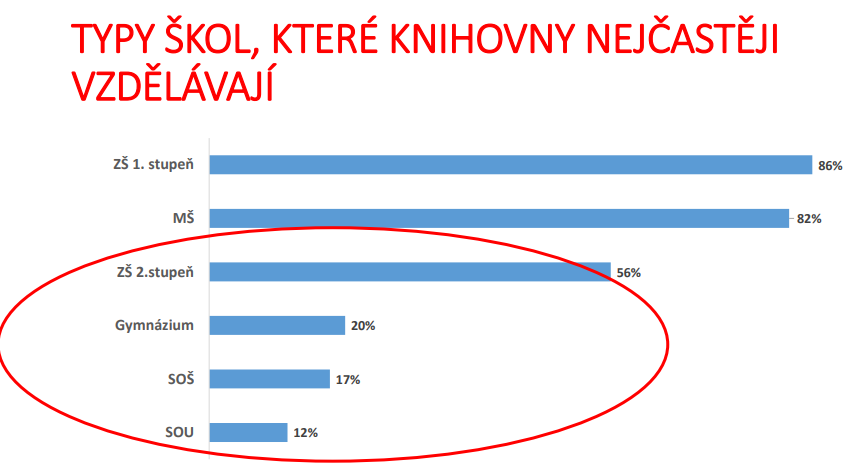 TYPY ŠKOL, KTERÉ KNIHOVNY NEJČASTĚJI
VZDĚLÁVAJÍ
ZŠ 1. stupeň 86%
MŠ 82%
ZŠ 2.stupeň 56%
Gymnázium 20%
SOŠ 17%
SOU 12%